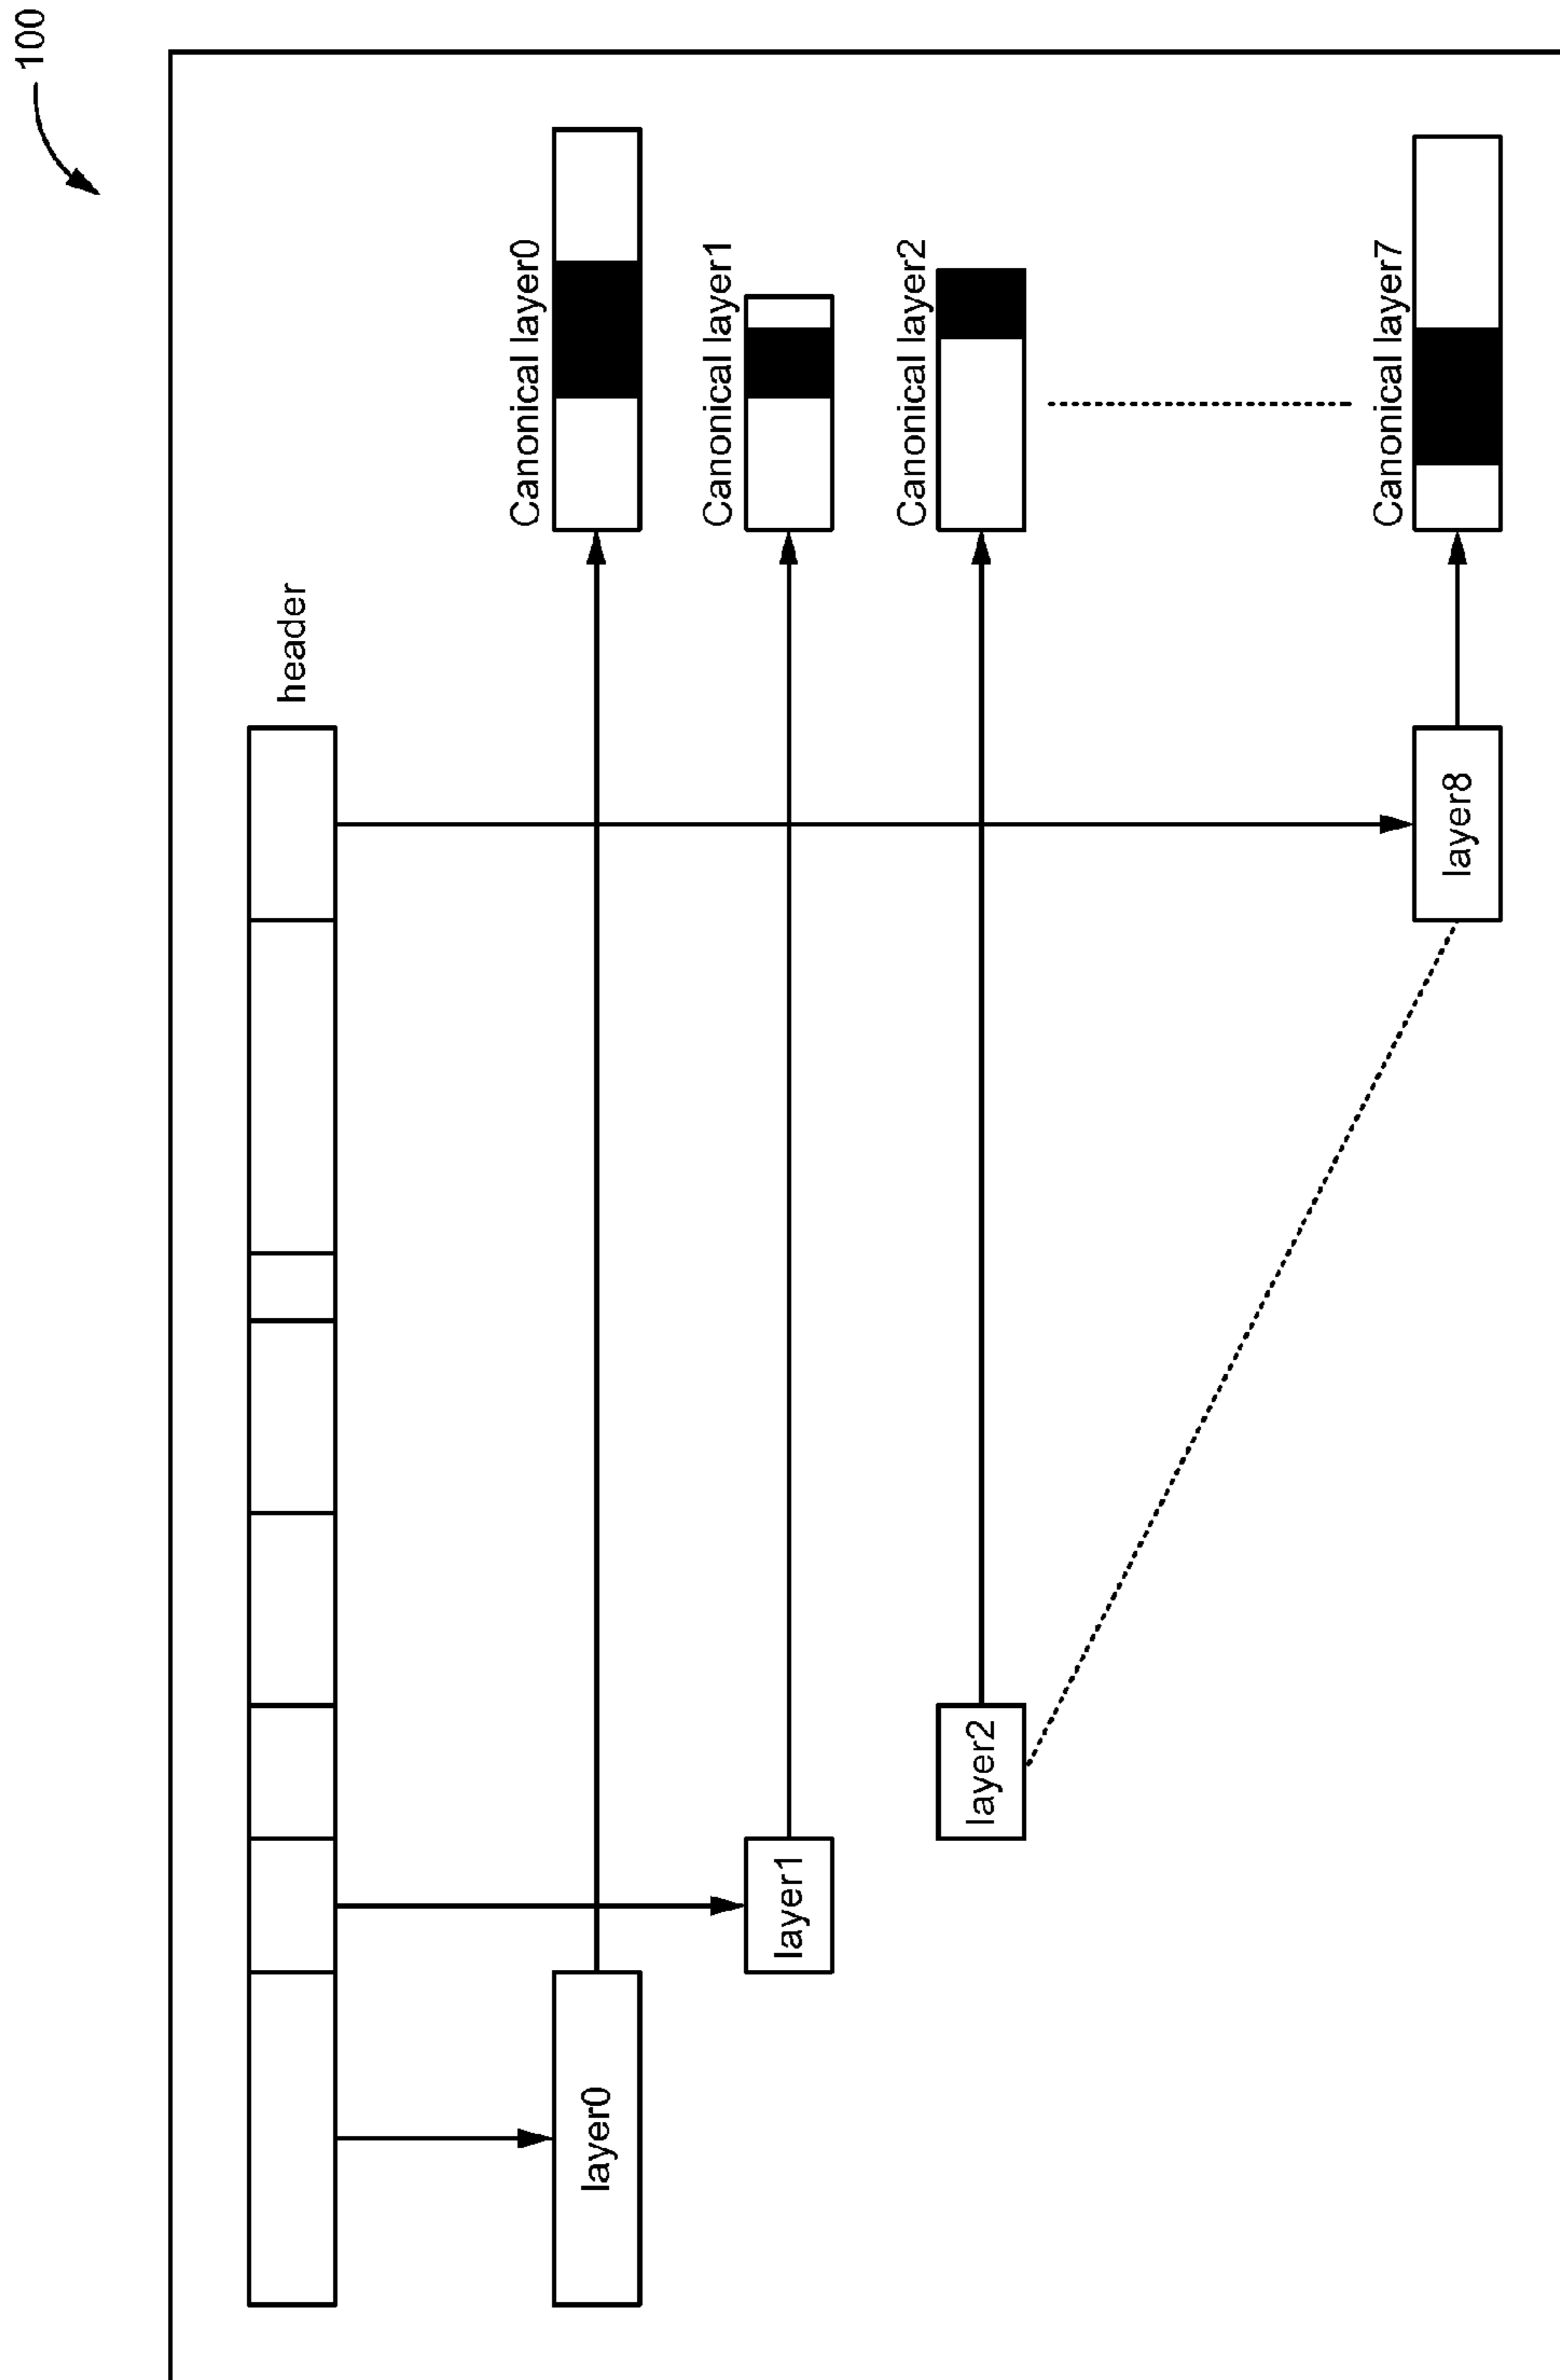 100
header
layer0
Canonical layer0
layer1
Canonical layer1
layer2
Canonical layer2
layer8
Canonical layer7